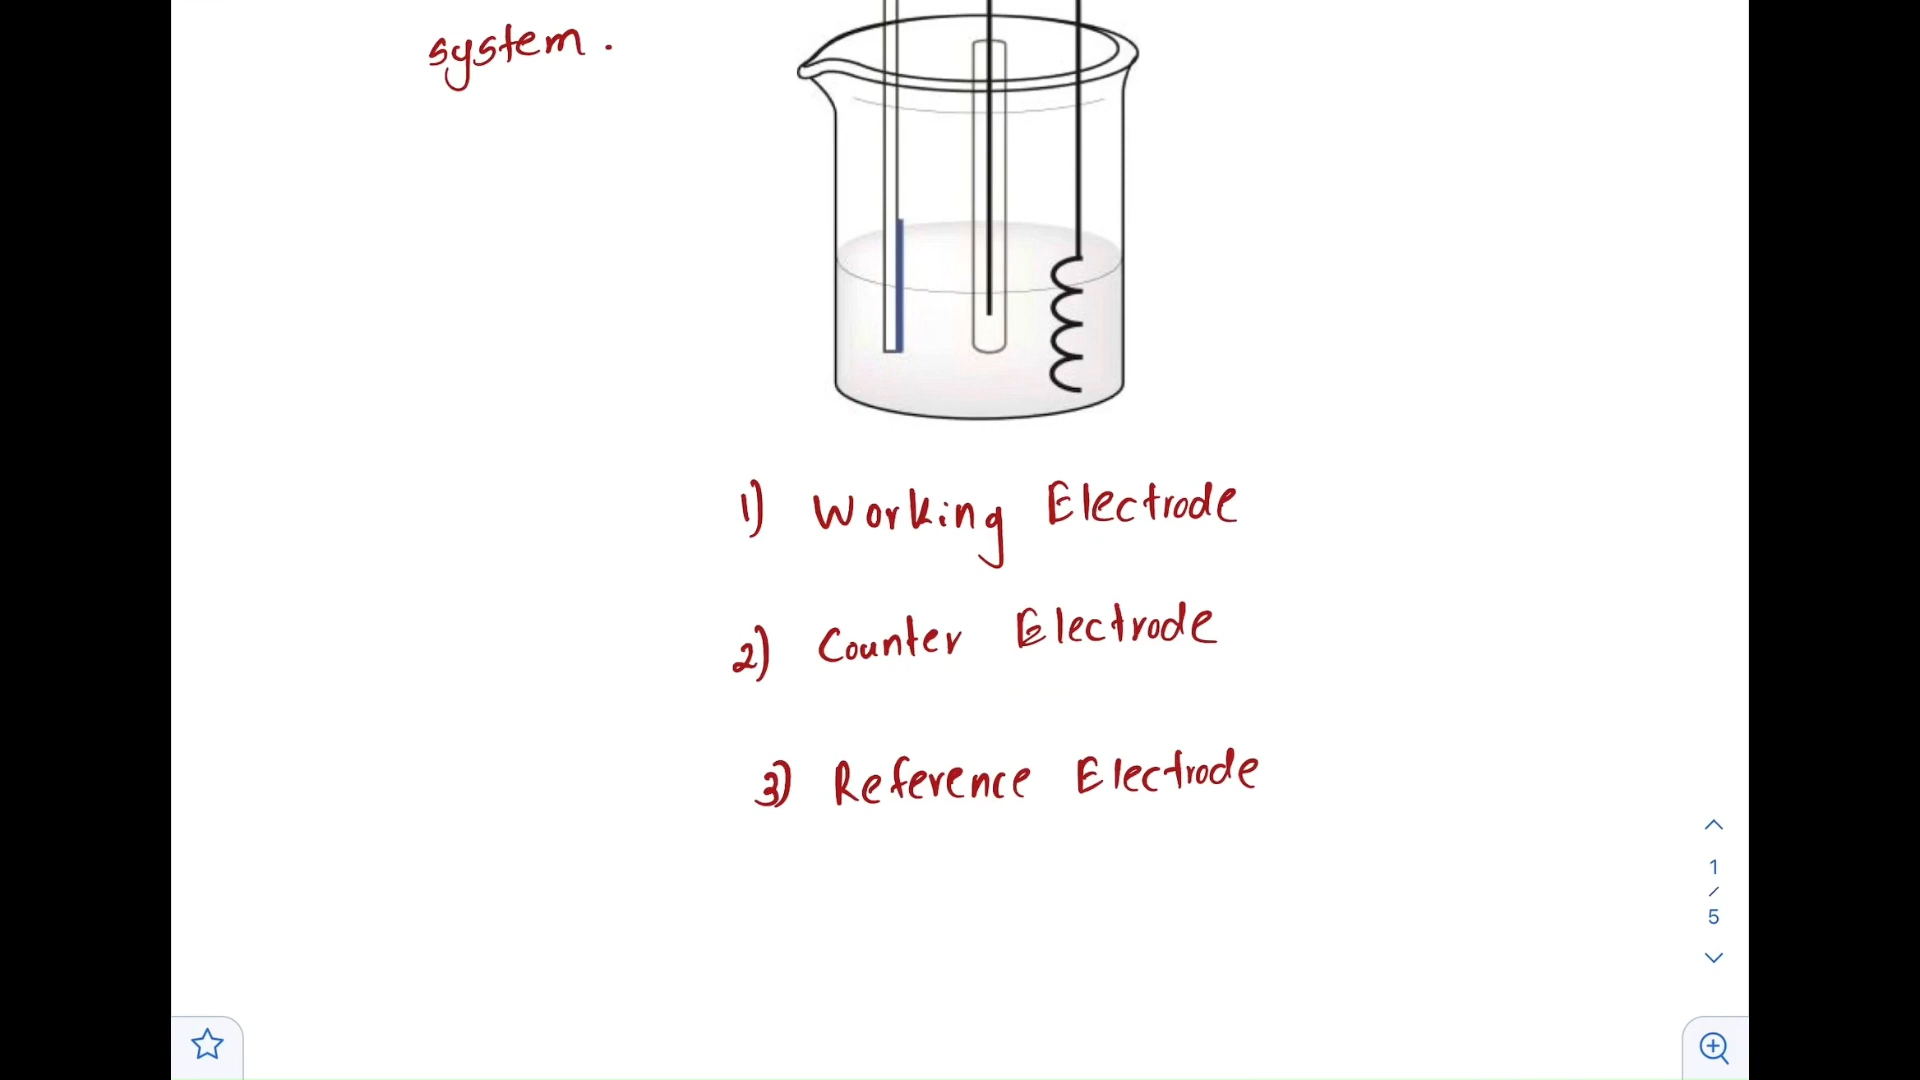 system.
1) Working Electrode
2) Counter Electrode
3) Reference Electrode
1
/
5